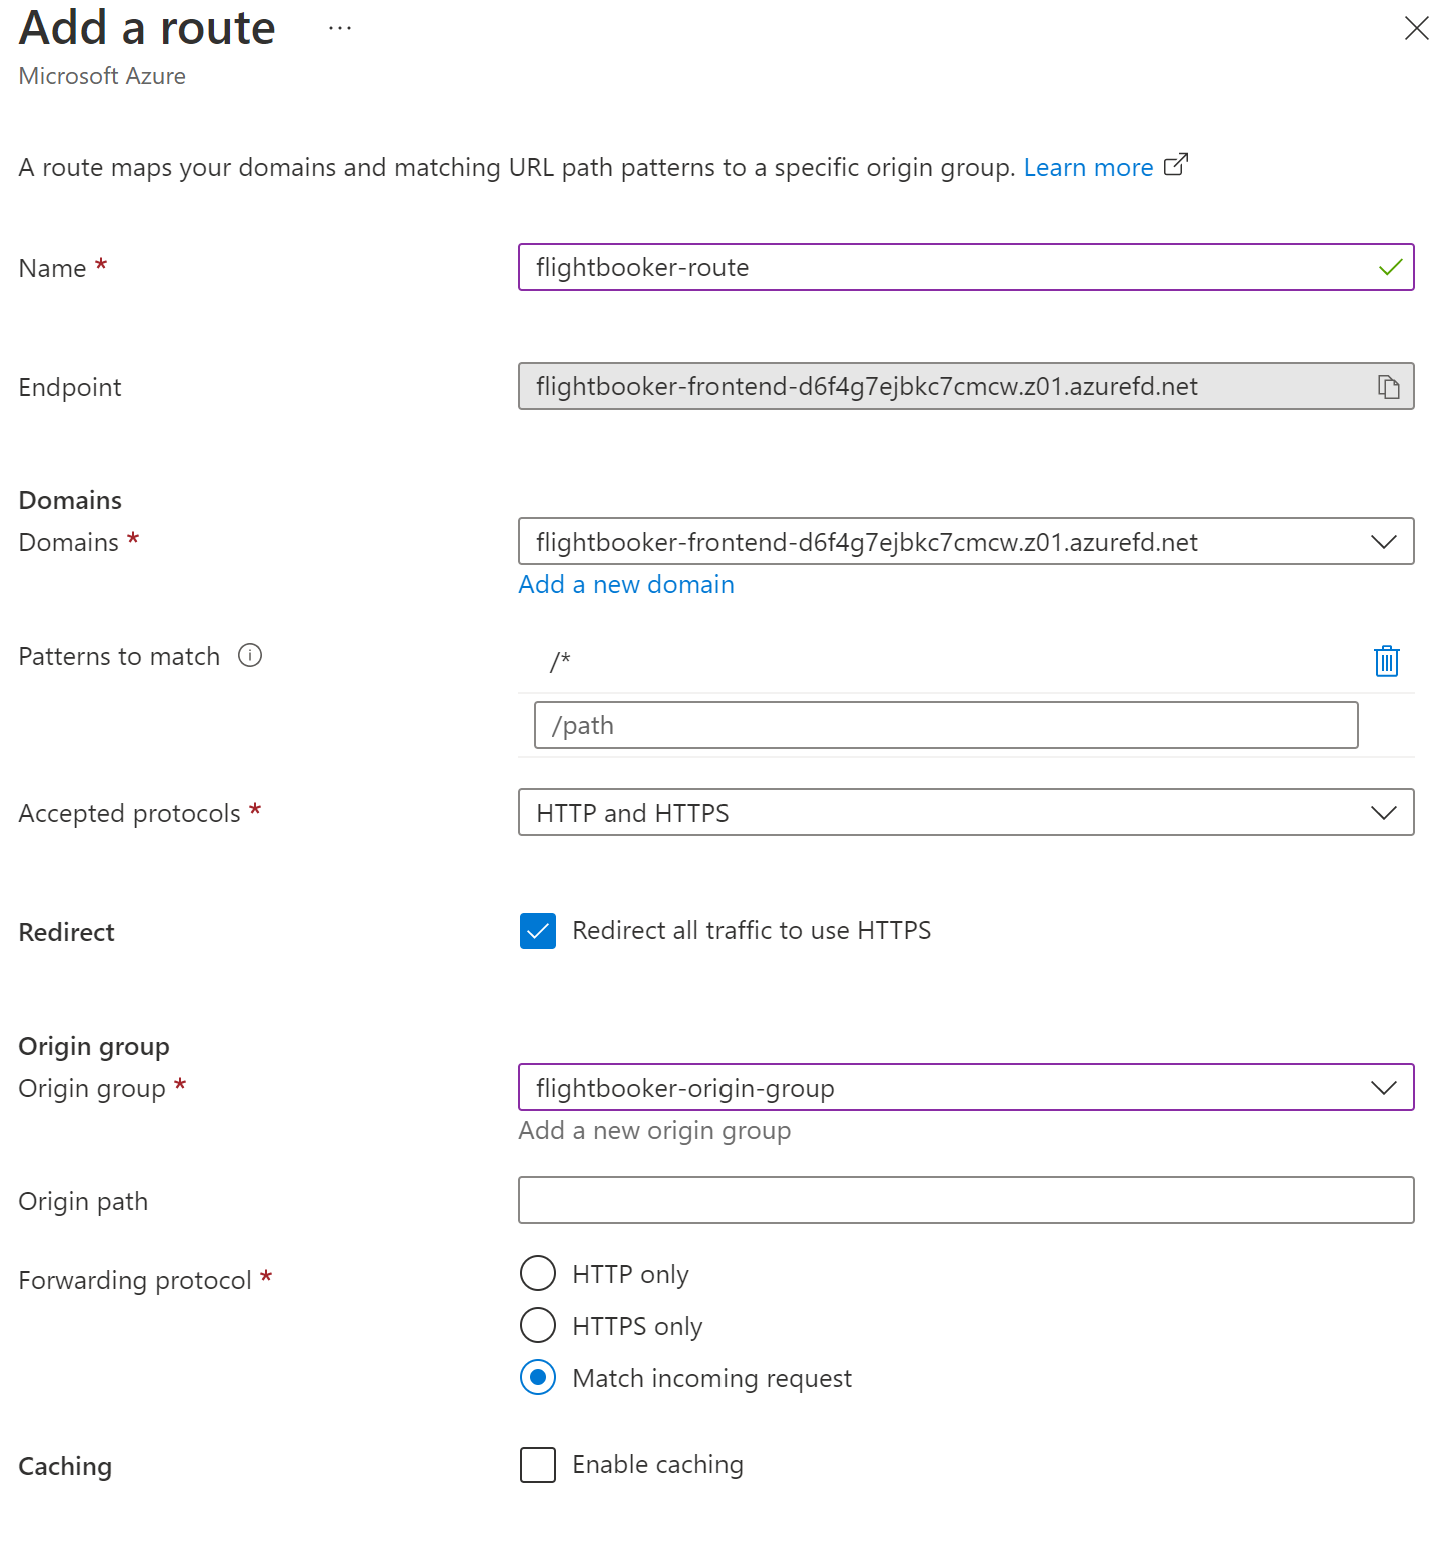 Add a route ...
Microsoft Azure
A route maps your domains and matching URL path patterns to a specific origin group. Learn more
Name * flightbooker-route
Endpoint flightbooker-frontend-d6f4g7ejbkc7cmcw.z01.azurefd.net
Domains
Domains * flightbooker-frontend-d6f4g7ejbkc7cmcw.z01.azurefd.net
Add a new domain
Patterns to match /*
/path
Accepted protocols * HTTP and HTTPS
Redirect Redirect all traffic to use HTTPS
Origin group
Origin group * flightbooker-origin-group
Add a new origin group
Origin path
Forwarding protocol * HTTP only
HTTPS only
Match incoming request
Caching Enable caching